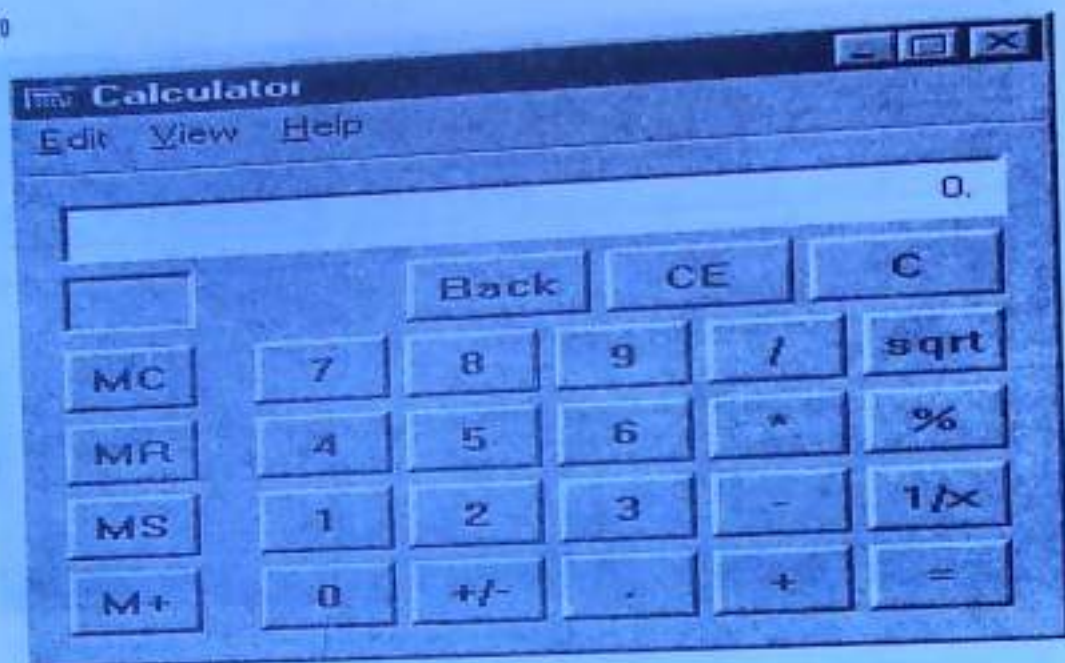 Calculator
Edit View Help
0.
Back CE C
MC 7 8 9 / sqrt
MR 4 5 6 * %
MS 1 2 3 - 1/x
M+ 0 +/- . + =